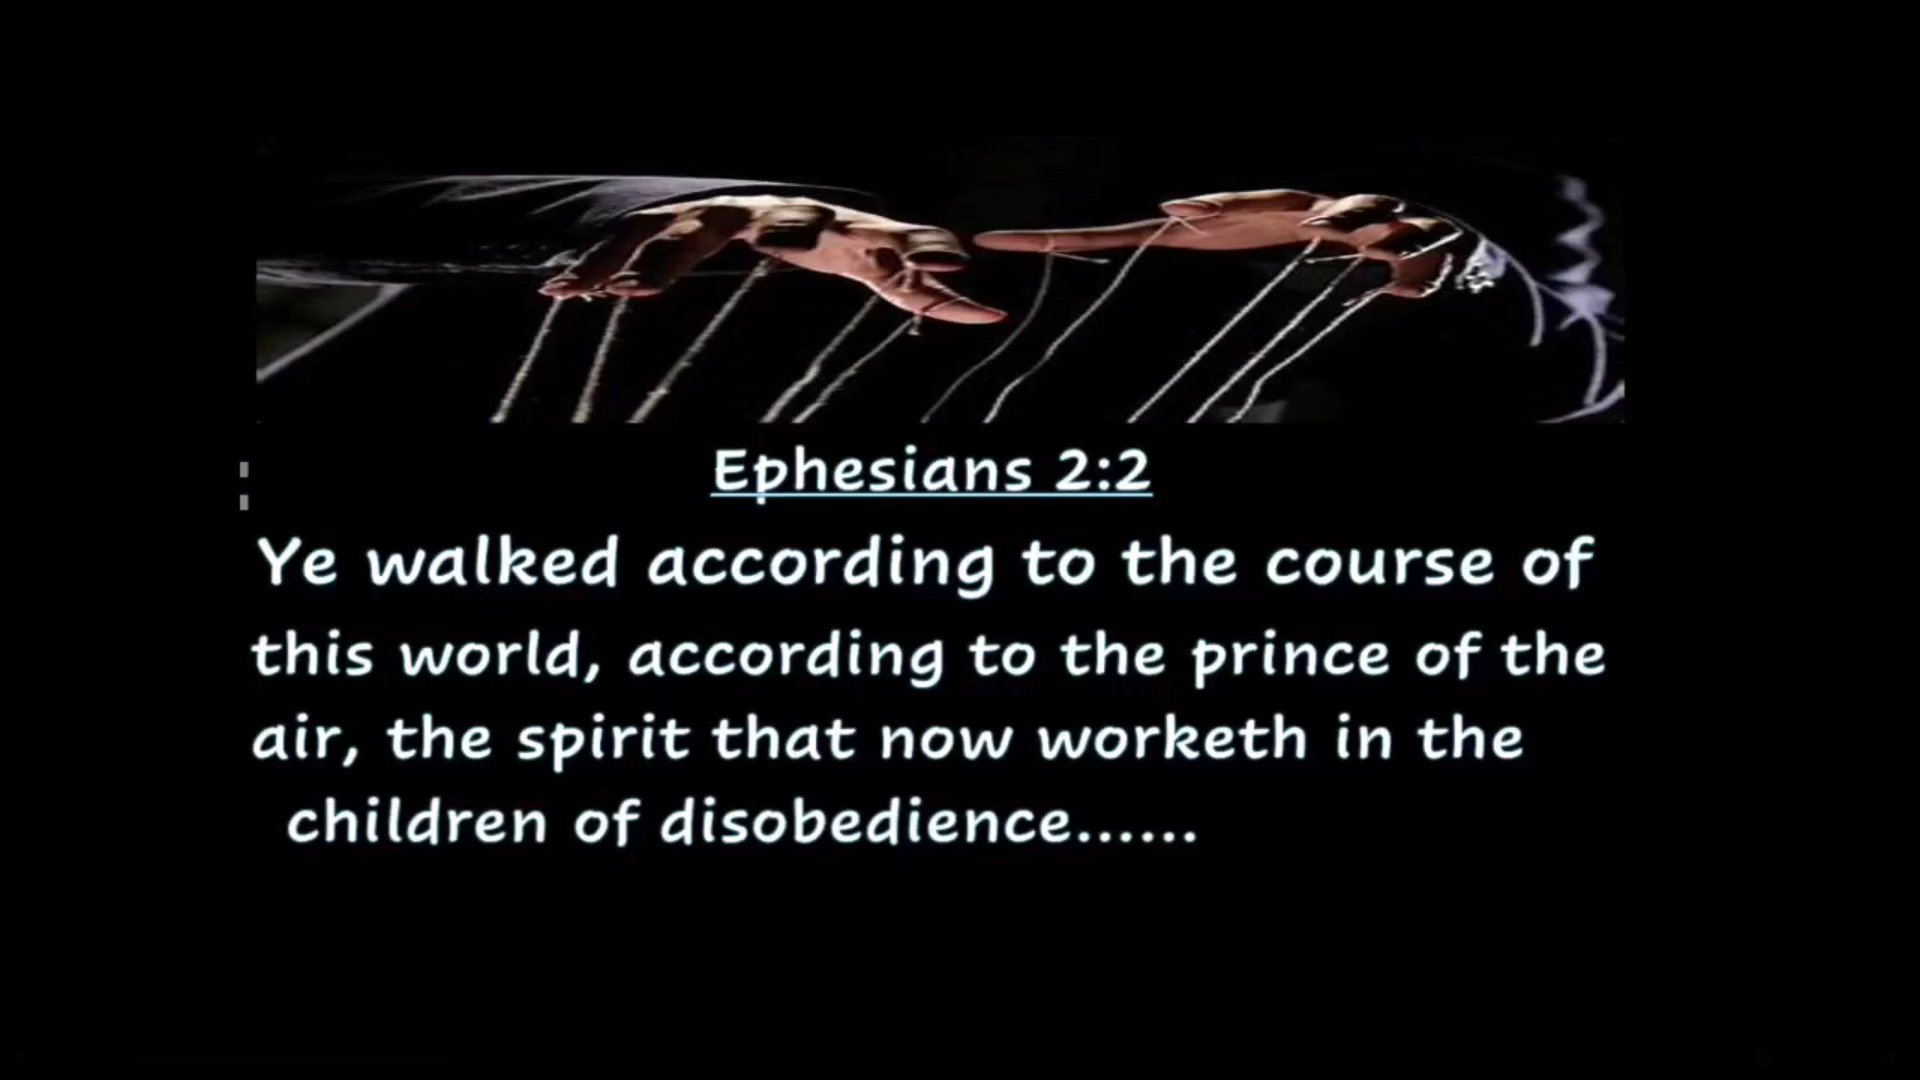 Ephesians 2:2
Ye walked according to the course of
this world, according to the prince of the
air, the spirit that now worketh in the
children of disobedience......